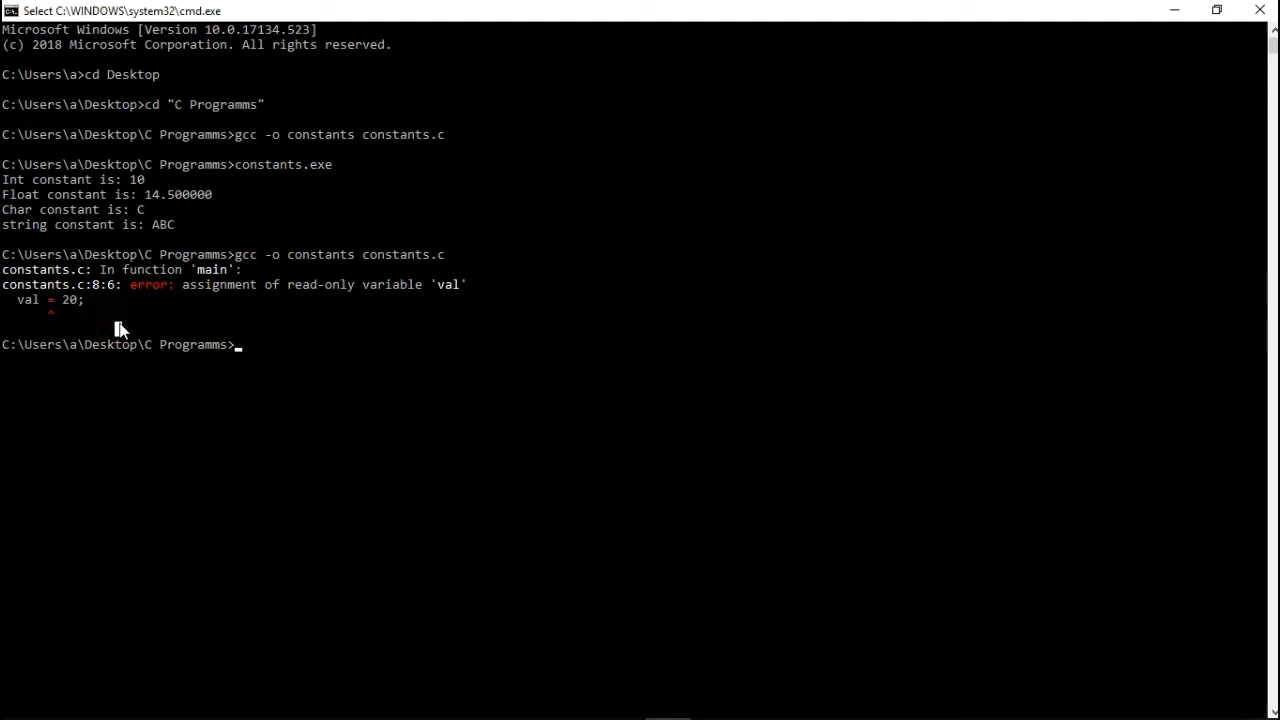 Select C:\WINDOWS\system32\cmd.exe
Microsoft Windows [Version 10.0.17134.523]
(c) 2018 Microsoft Corporation. All rights reserved.
C:\Users\a>cd Desktop
C:\Users\a\Desktop>cd "C Programms"
C:\Users\a\Desktop\C Programms>gcc -o constants constants.c
C:\Users\a\Desktop\C Programms>constants.exe
Int constant is: 10
Float constant is: 14.500000
Char constant is: C
string constant is: ABC
C:\Users\a\Desktop\C Programms>gcc -o constants constants.c
constants.c: In function 'main':
constants.c:8:6: error: assignment of read-only variable 'val'
  val = 20;
      ^
C:\Users\a\Desktop\C Programms>